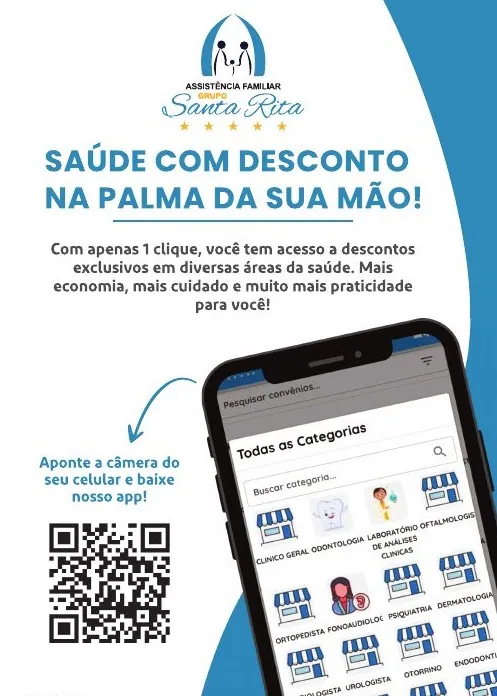 ASSISTÊNCIA FAMILIAR
GRUPO
Santa Rita
SAÚDE COM DESCONTO
NA PALMA DA SUA MÃO!
Com apenas 1 clique, você tem acesso a descontos
exclusivos em diversas áreas da saúde. Mais
economia, mais cuidado e muito mais praticidade
para você!
Aponte a câmera do
seu celular e baixe
nosso app!
Pesquisar convênios...
Todas as Categorias
Buscar categoria...
CLINICO GERAL ODONTOLOGIA LABORATÓRIO OFTALMOLOGIS
DE ANÁLISES
CLINICAS
ORTOPEDISTA FONOAUDIOLOG PSIQUIATRIA DERMATOLOGIA
UROLOGISTA OTORRINO ENDODONTI